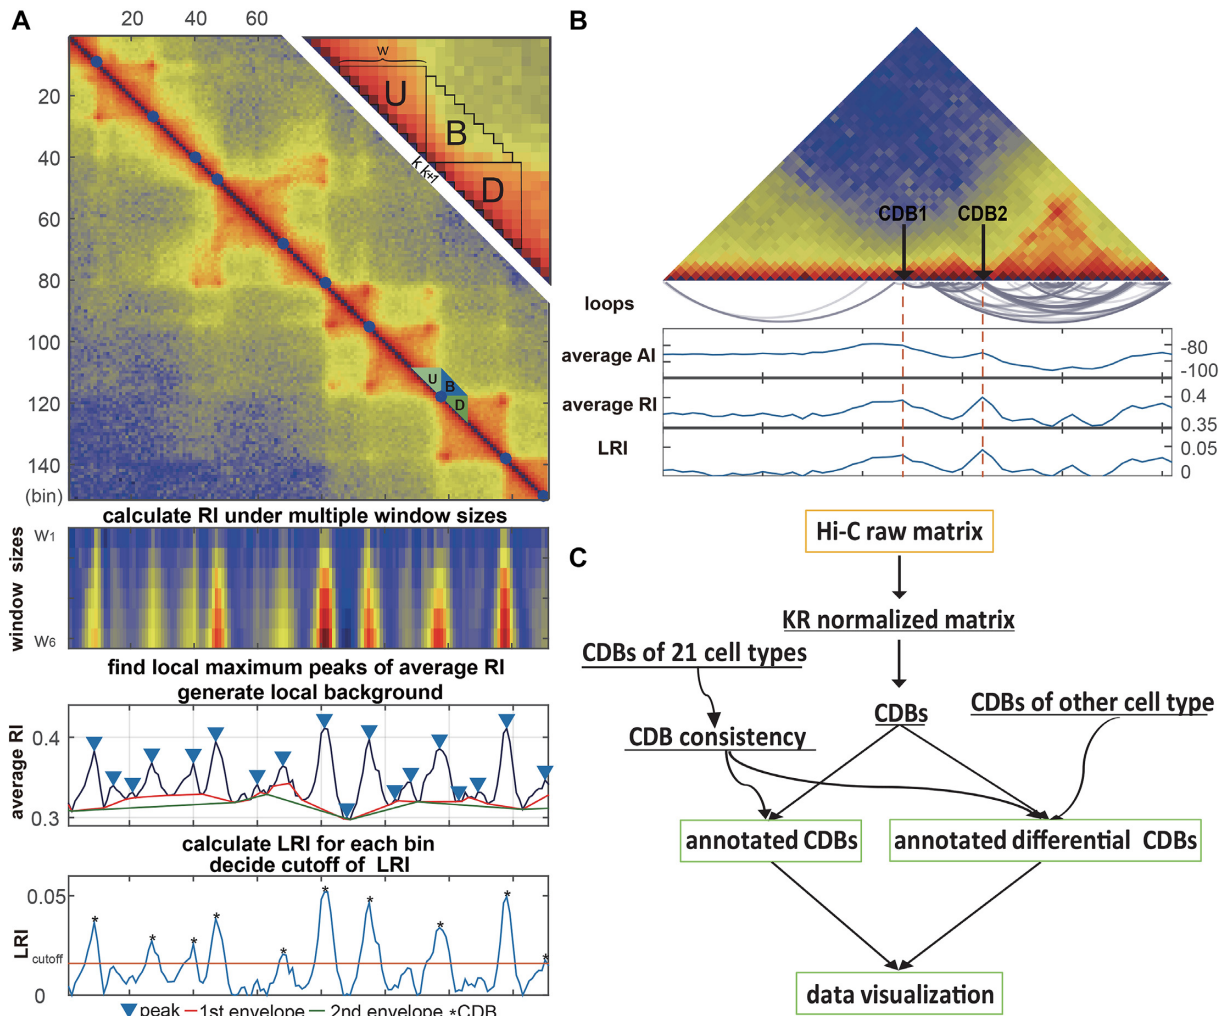 A
20 40 60
20
40
60
80
100
120
140
(bin)
w
U
B
D
k k+1
U
B
D
calculate RI under multiple window sizes
window sizes
W1
W6
find local maximum peaks of average RI
generate local background
average RI
0.4
0.3
calculate LRI for each bin
decide cutoff of LRI
LRI
0.05
cutoff
0
peak 1st envelope 2nd envelope *CDB
B
CDB1 CDB2
loops
average AI
-80
-100
average RI
0.4
0.35
LRI
0.05
0
C
Hi-C raw matrix
KR normalized matrix
CDBs of 21 cell types
CDBs
CDBs of other cell type
CDB consistency
annotated CDBs
annotated differential CDBs
data visualization